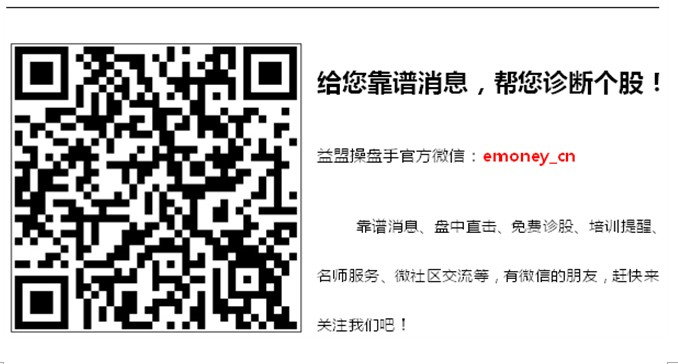 给您靠谱消息，帮您诊断个股！
益盟操盘手官方微信：emoney_cn
靠谱消息、盘中直击、免费诊股、培训提醒、
名师服务、微社区交流等，有微信的朋友，赶快来
关注我们吧！